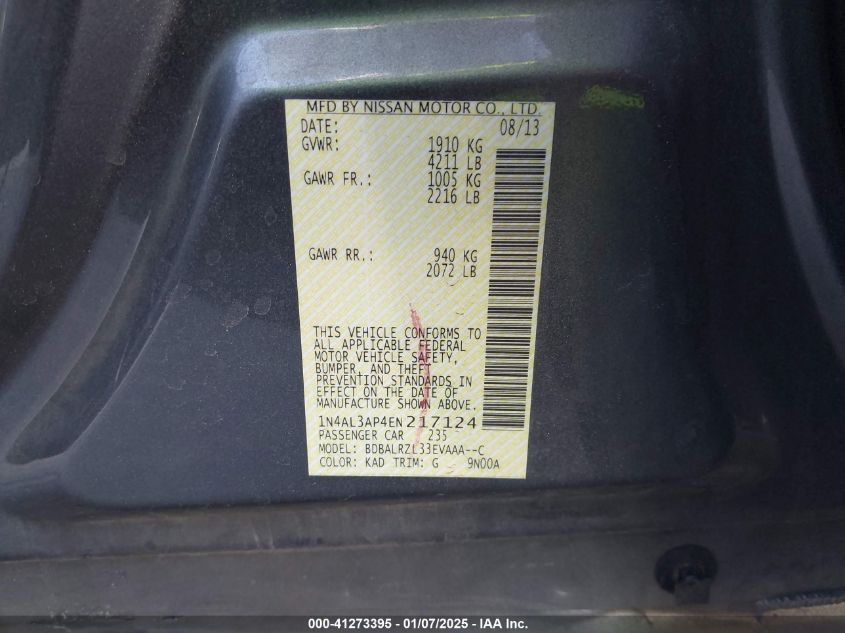 MFD BY NISSAN MOTOR CO., LTD.
DATE: 08/13
GVWR: 1910 KG
4211 LB
GAWR FR.: 1005 KG
2216 LB
GAWR RR.: 940 KG
2072 LB
THIS VEHICLE CONFORMS TO
ALL APPLICABLE FEDERAL
MOTOR VEHICLE SAFETY,
BUMPER, AND THEFT
PREVENTION STANDARDS IN
EFFECT ON THE DATE OF
MANUFACTURE SHOWN ABOVE.
1N4AL3AP4EN217124
PASSENGER CAR 235
MODEL: BDBALRZL33EVAAA--C
COLOR: KAD TRIM: G 9N00A
000-41273395 - 01/07/2025 - IAA Inc.